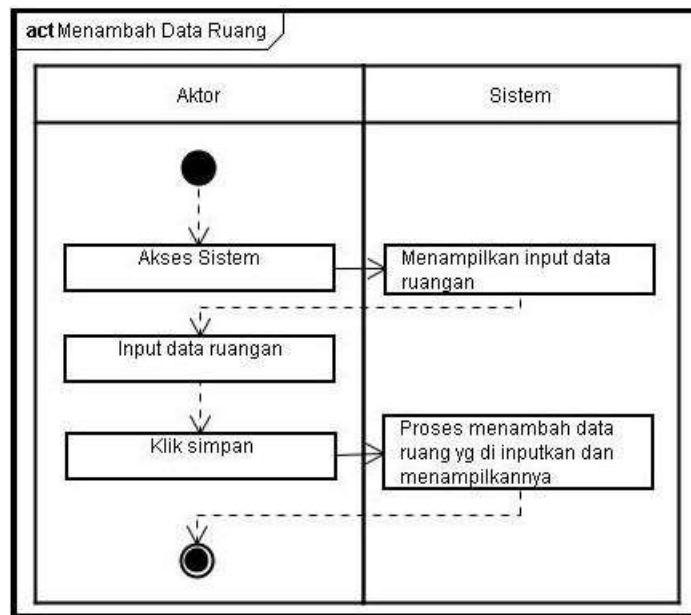 act Menambah Data Ruang
Aktor
Sistem
Akses Sistem
Menampilkan input data
ruangan
Input data ruangan
Klik simpan
Proses menambah data
ruang yg di inputkan dan
menampilkannya